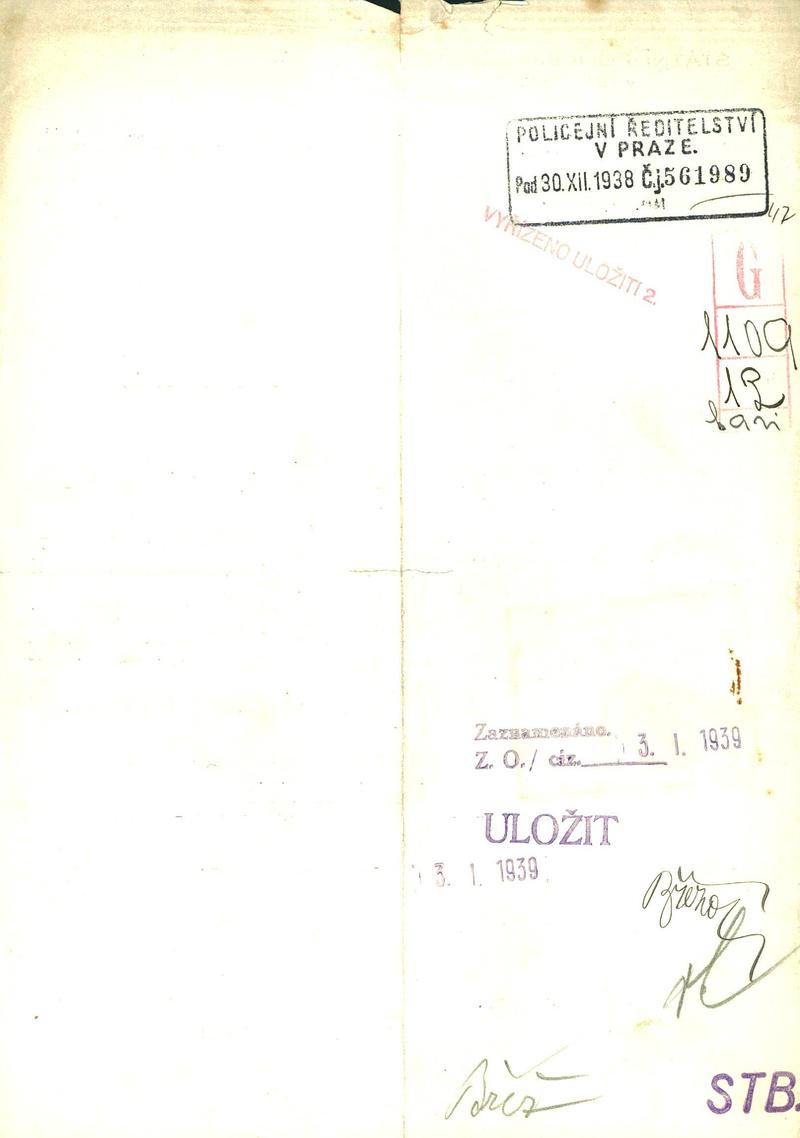 POLICEJNÍ ŘEDITELSTVÍ
V PRAZE.
Pod 30.XII.1938 Č.j.561989
VYŘÍZENO ULOŽITI 2.
G
1109
12
Zaznamenáno.
Z. O./ ciz. 3. I. 1939
ULOŽIT
3. I. 1939
STB.